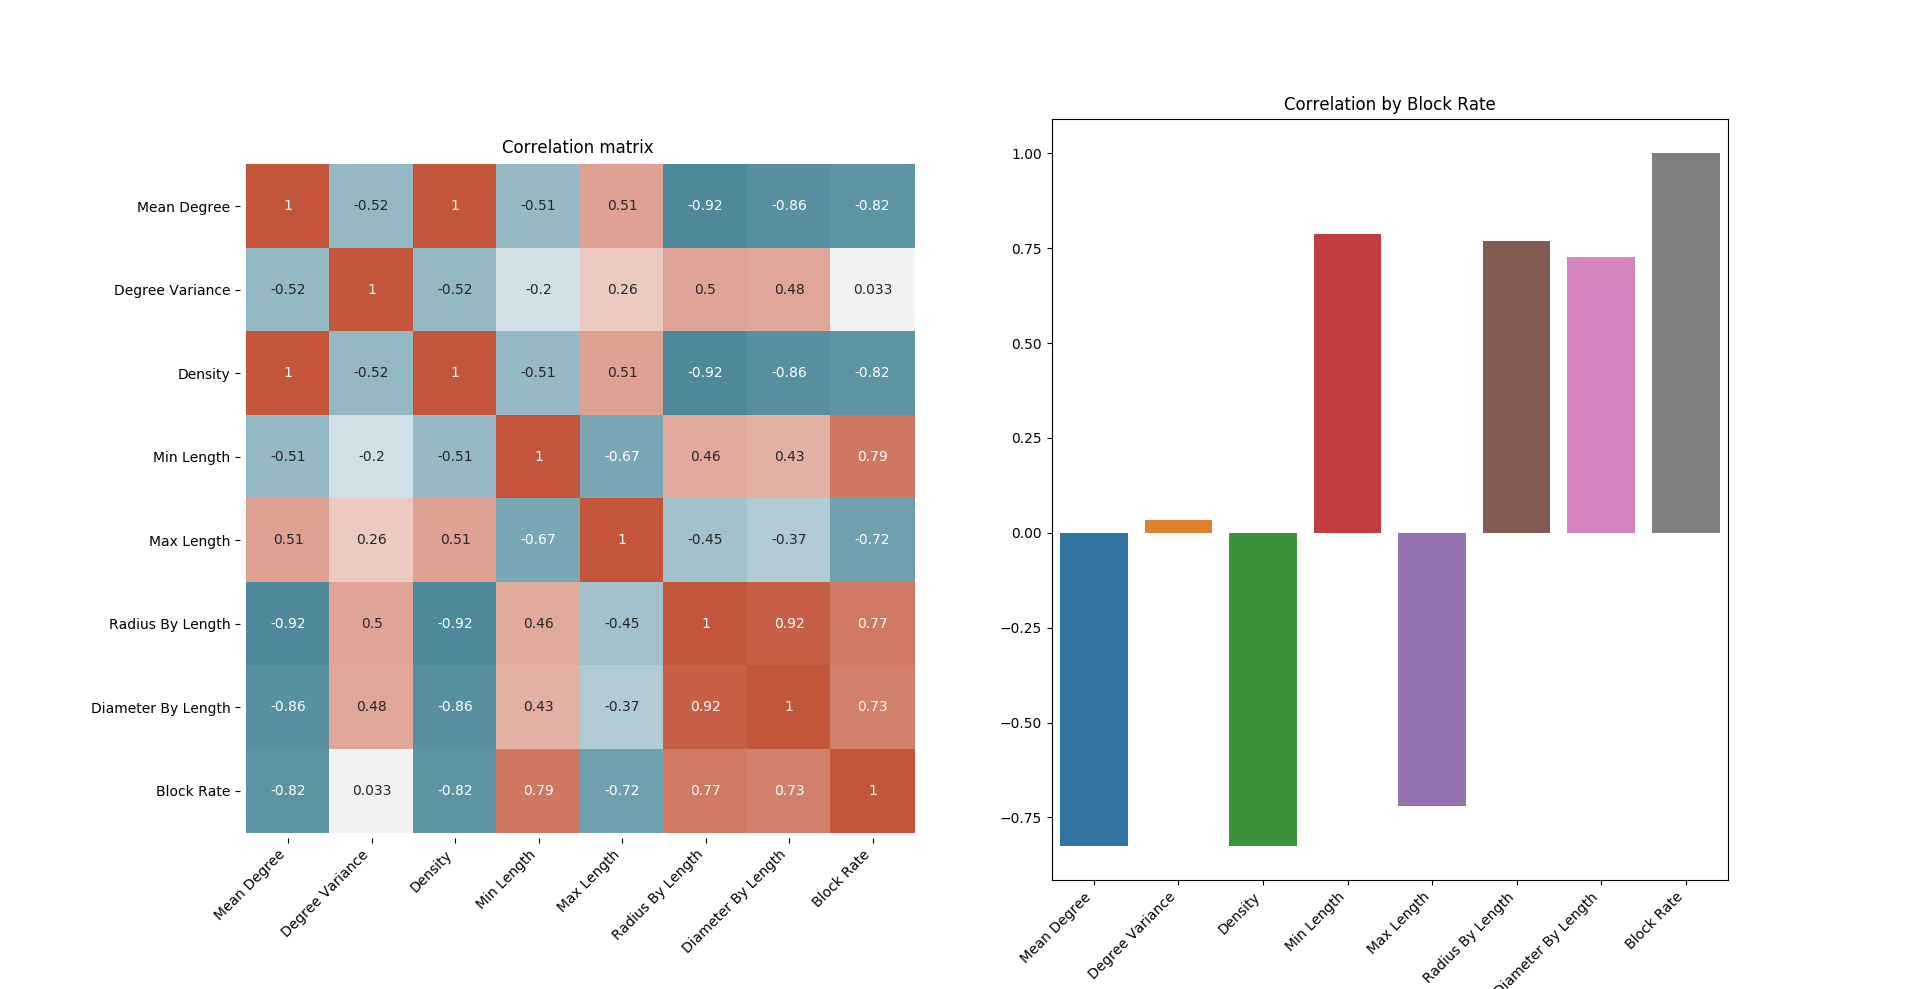 Correlation matrix
Mean Degree 1 -0.52 1 -0.51 0.51 -0.92 -0.86 -0.82
Degree Variance -0.52 1 -0.52 -0.2 0.26 0.5 0.48 0.033
Density 1 -0.52 1 -0.51 0.51 -0.92 -0.86 -0.82
Min Length -0.51 -0.2 -0.51 1 -0.67 0.46 0.43 0.79
Max Length 0.51 0.26 0.51 -0.67 1 -0.45 -0.37 -0.72
Radius By Length -0.92 0.5 -0.92 0.46 -0.45 1 0.92 0.77
Diameter By Length -0.86 0.48 -0.86 0.43 -0.37 0.92 1 0.73
Block Rate -0.82 0.033 -0.82 0.79 -0.72 0.77 0.73 1
Mean Degree
Degree Variance
Density
Min Length
Max Length
Radius By Length
Diameter By Length
Block Rate
Correlation by Block Rate
1.00
0.75
0.50
0.25
0.00
−0.25
−0.50
−0.75
Mean Degree
Degree Variance
Density
Min Length
Max Length
Radius By Length
Diameter By Length
Block Rate